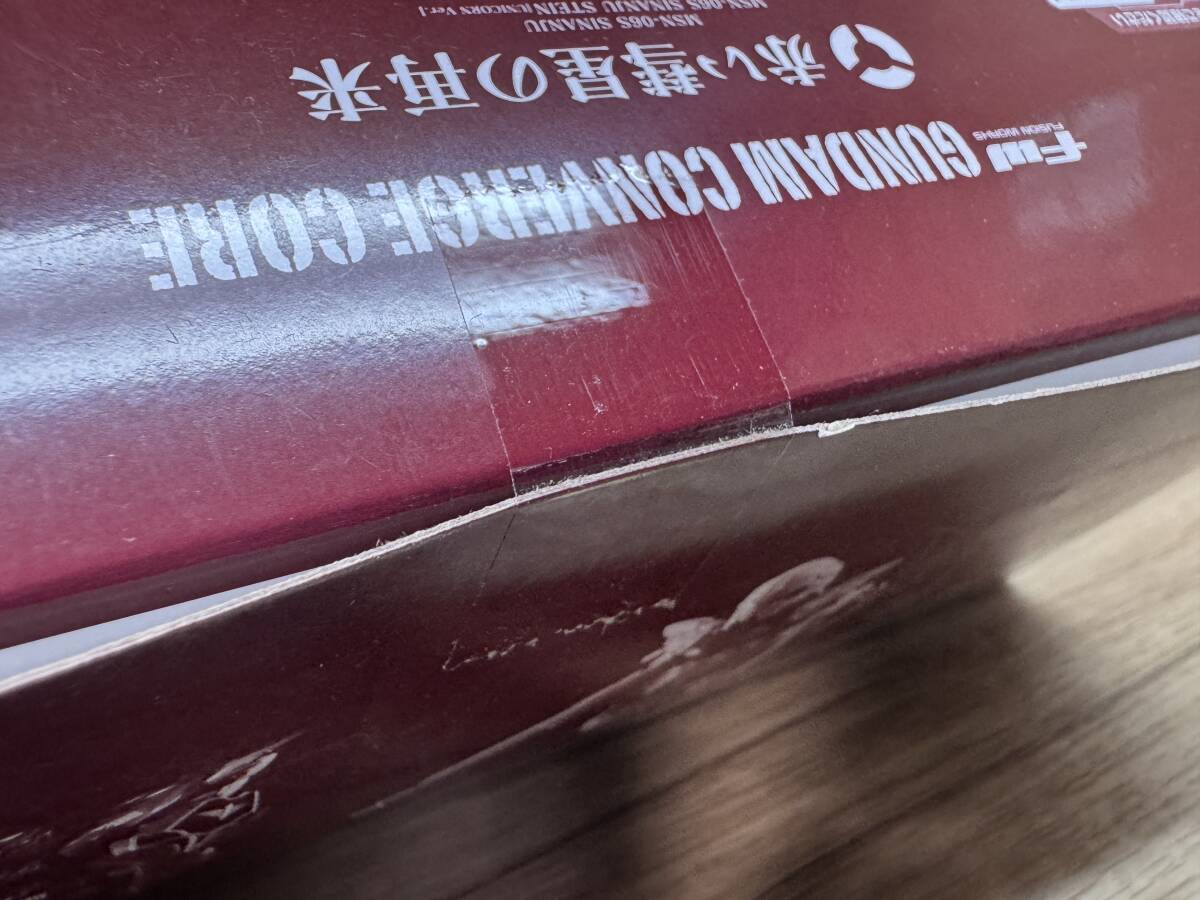 FW GUNDAM CONVERGE CORE
FUSION WORKS
赤い彗星の再来
MSN-06S SINANJU
MSN-06S SINANJU STEIN [UNICORN Ver.]